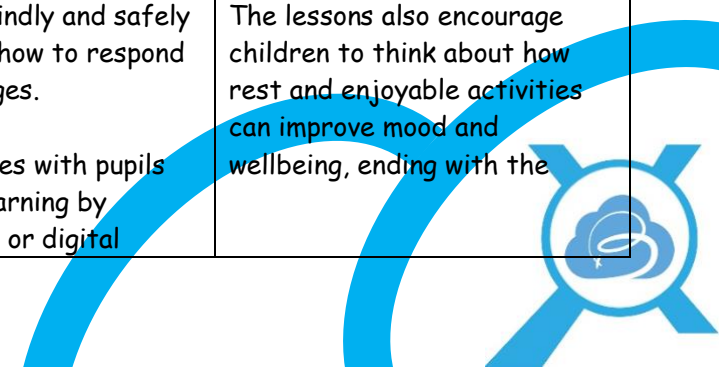 indly and safely
how to respond
ges.
es with pupils
arning by
or digital
The lessons also encourage
children to think about how
rest and enjoyable activities
can improve mood and
wellbeing, ending with the